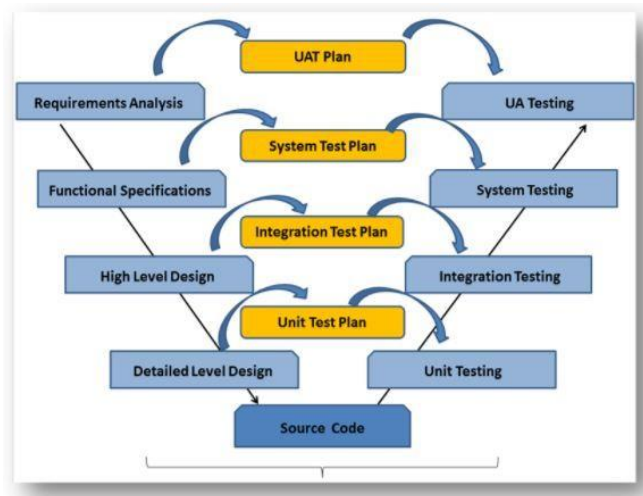 UAT Plan
Requirements Analysis
UA Testing
System Test Plan
Functional Specifications
System Testing
Integration Test Plan
High Level Design
Integration Testing
Unit Test Plan
Detailed Level Design
Unit Testing
Source Code